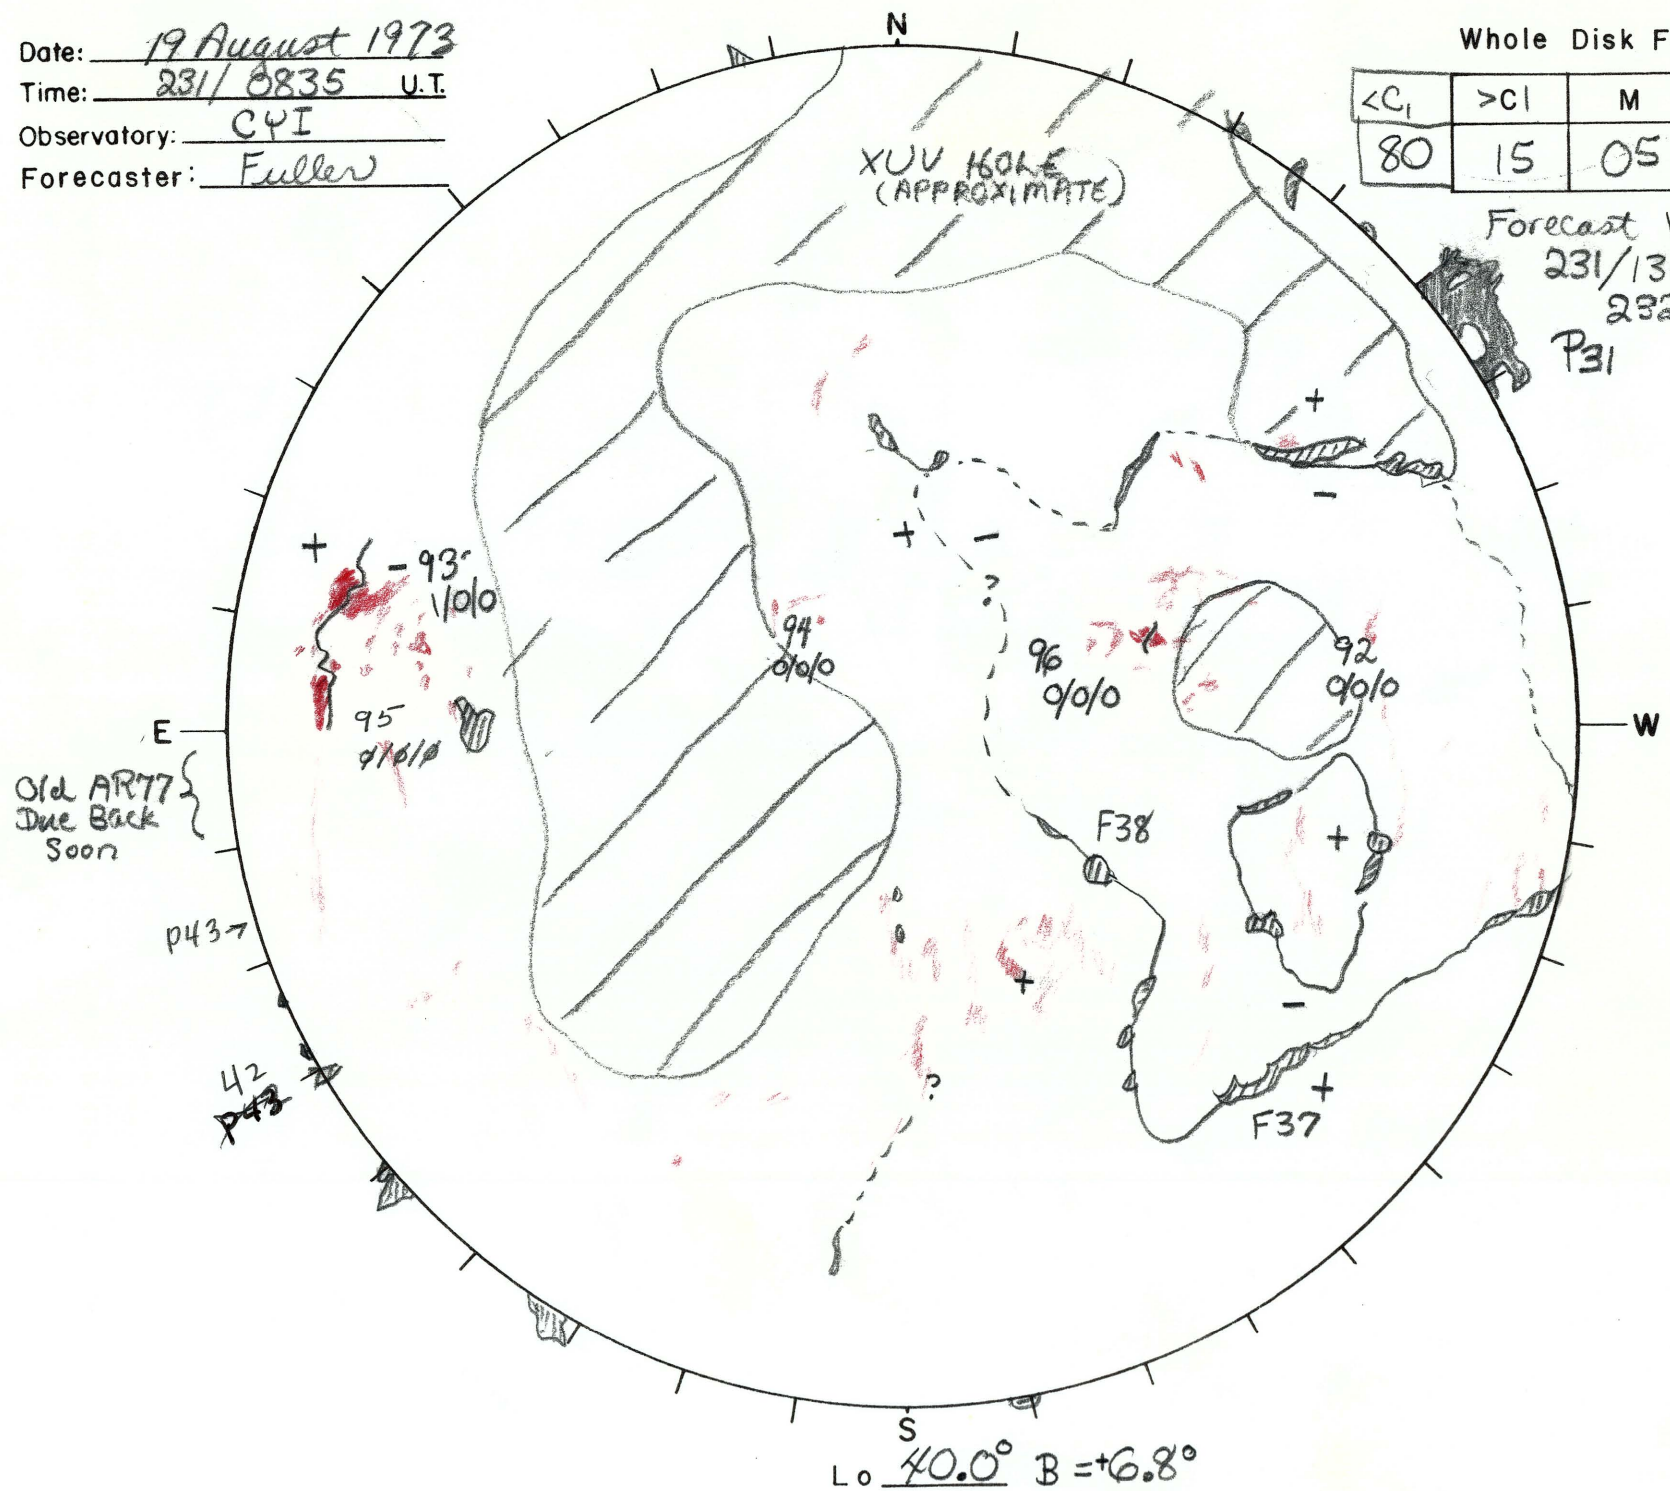 Date: 19 August 1973
Time: 231/0835 U.T.
Observatory: CYI
Forecaster: Fuller
N
Whole Disk F
<C1 >C1 M
80 15 05
Forecast
231/13
232
P31
XUV HOLE
(APPROXIMATE)
+
-
+
-
+
- 93
1/0/0
?
94
0/0/0
96
0/0/0
92
0/0/0
95
0/0/0
E
W
Old AR77
Due Back
Soon
F38
+
P43
+
-
42
P43
?
+
F37
S
Lo 40.0° B=+6.8°